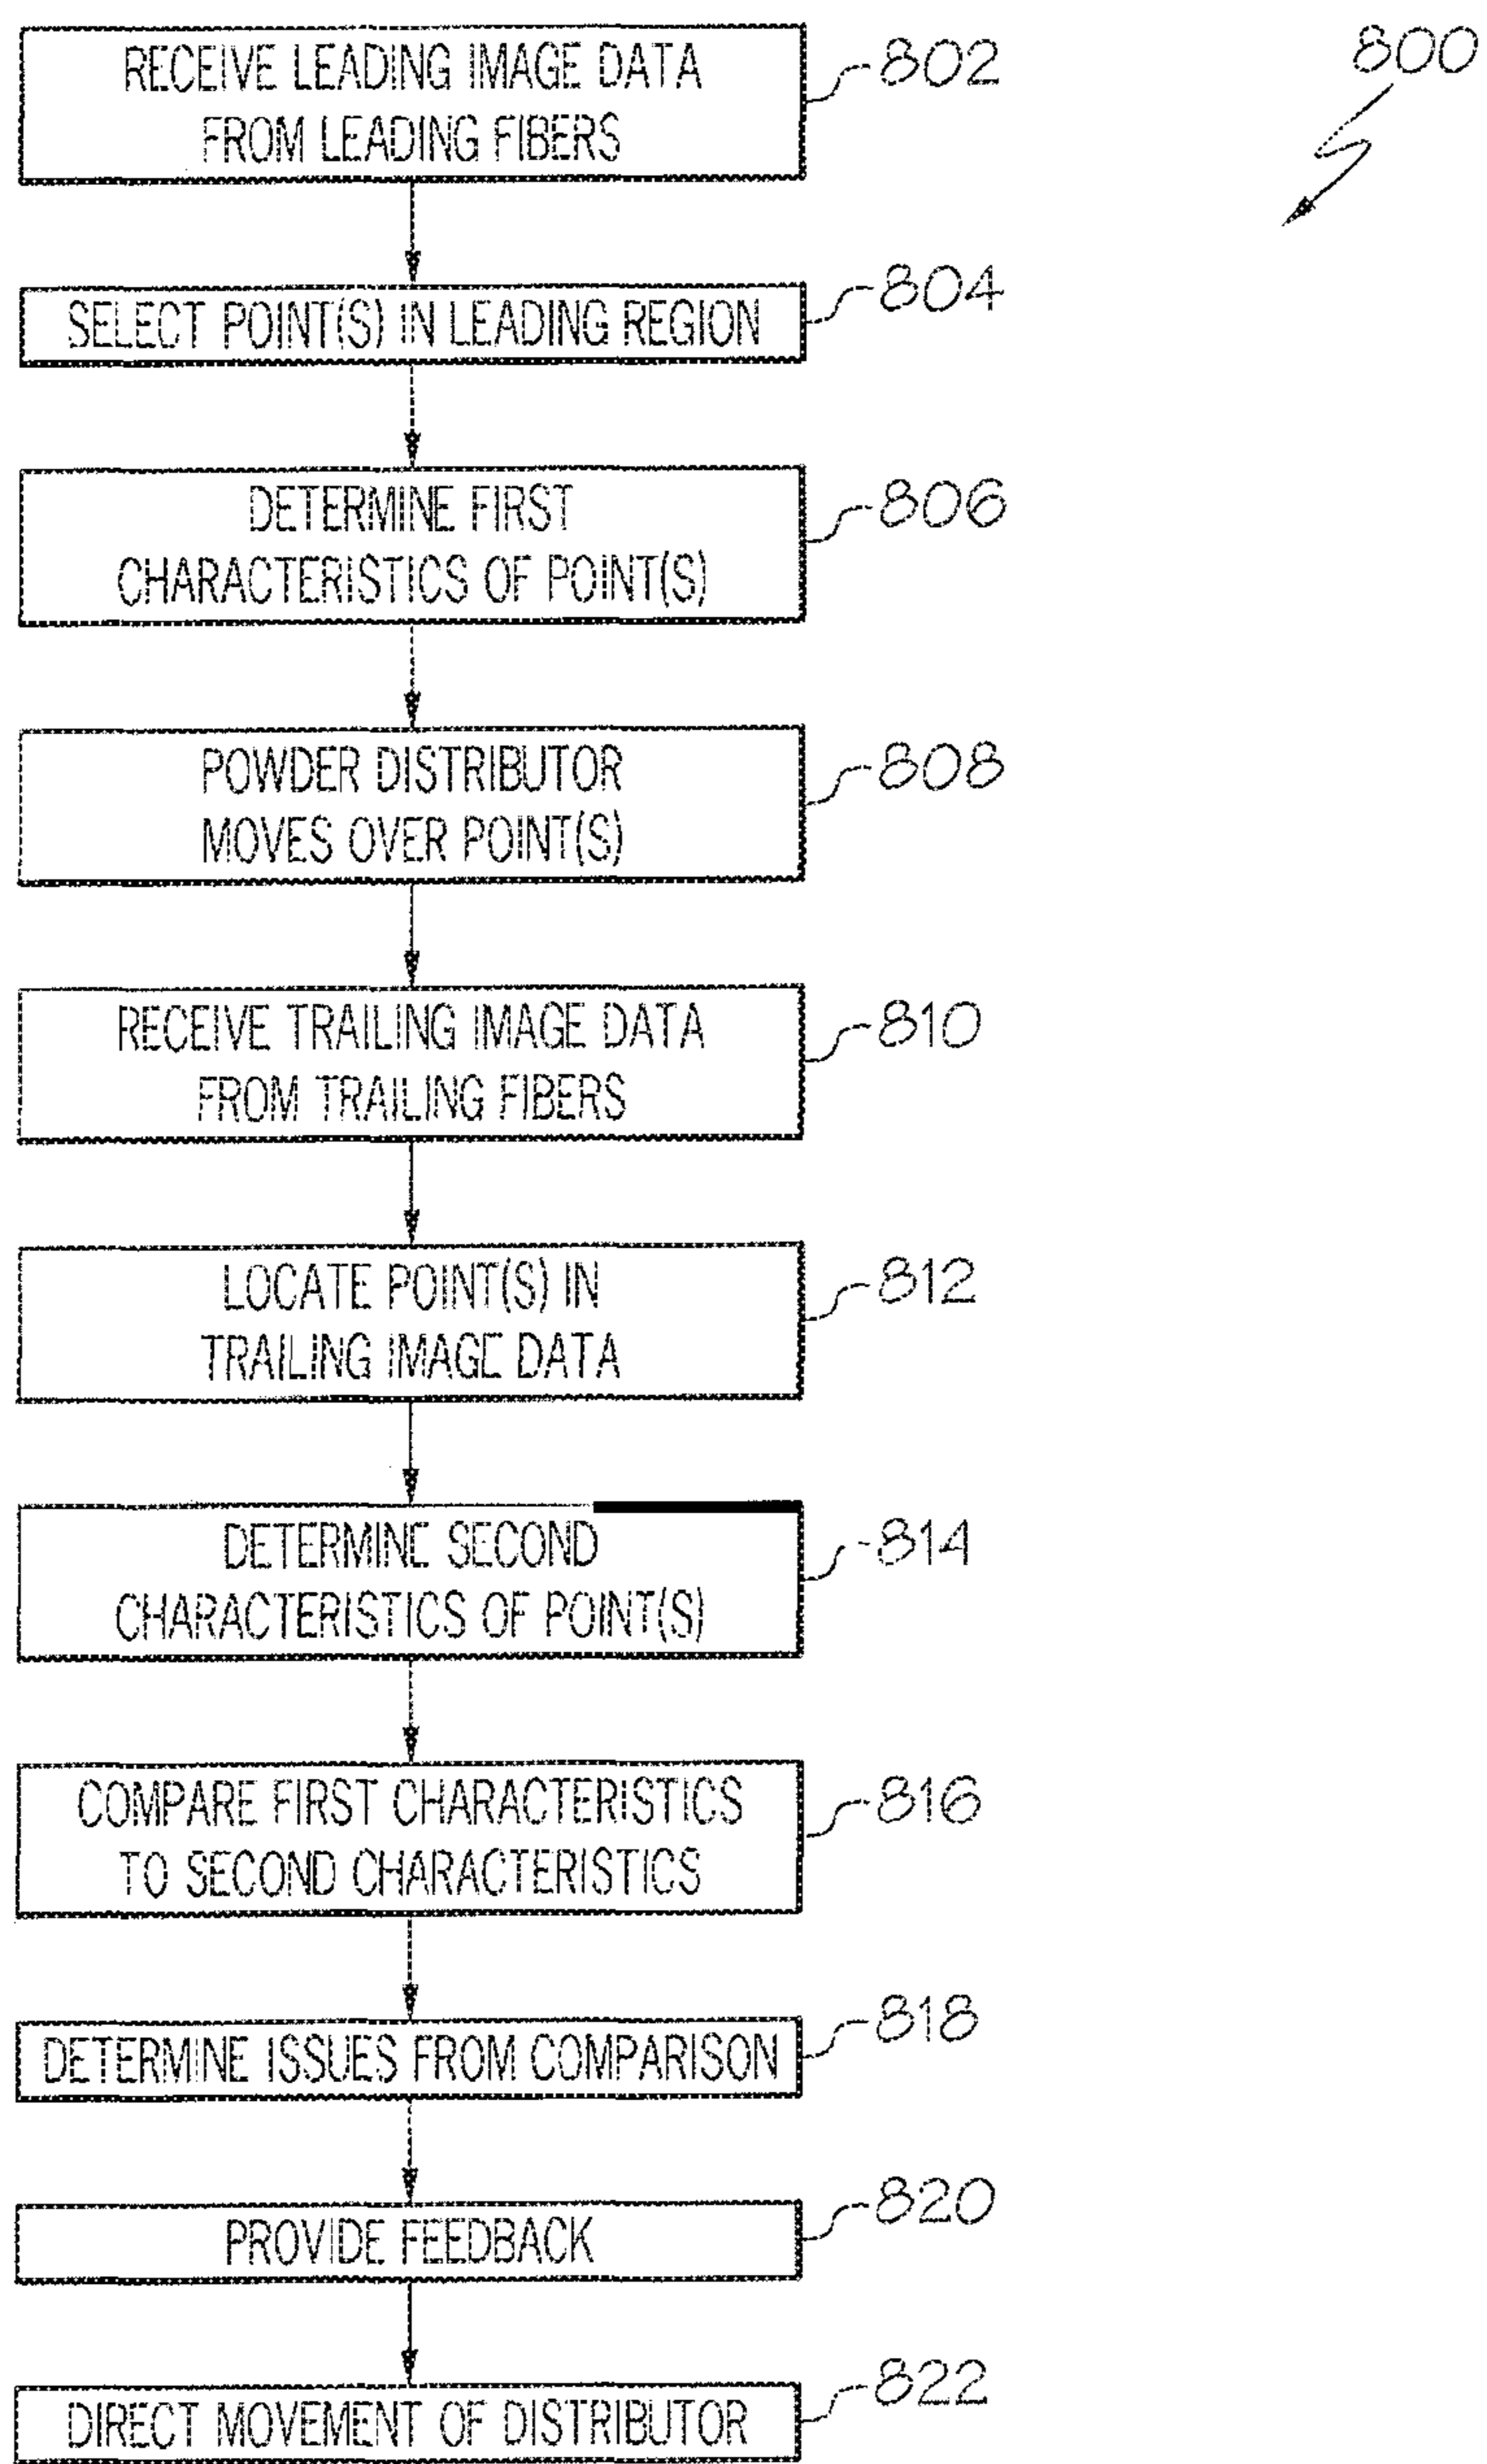 RECEIVE LEADING IMAGE DATA
FROM LEADING FIBERS
802
800
SELECT POINT(S) IN LEADING REGION
804
DETERMINE FIRST
CHARACTERISTICS OF POINT(S)
806
POWDER DISTRIBUTOR
MOVES OVER POINT(S)
808
RECEIVE TRAILING IMAGE DATA
FROM TRAILING FIBERS
810
LOCATE POINT(S) IN
TRAILING IMAGE DATA
812
DETERMINE SECOND
CHARACTERISTICS OF POINT(S)
814
COMPARE FIRST CHARACTERISTICS
TO SECOND CHARACTERISTICS
816
DETERMINE ISSUES FROM COMPARISON
818
PROVIDE FEEDBACK
820
DIRECT MOVEMENT OF DISTRIBUTOR
822